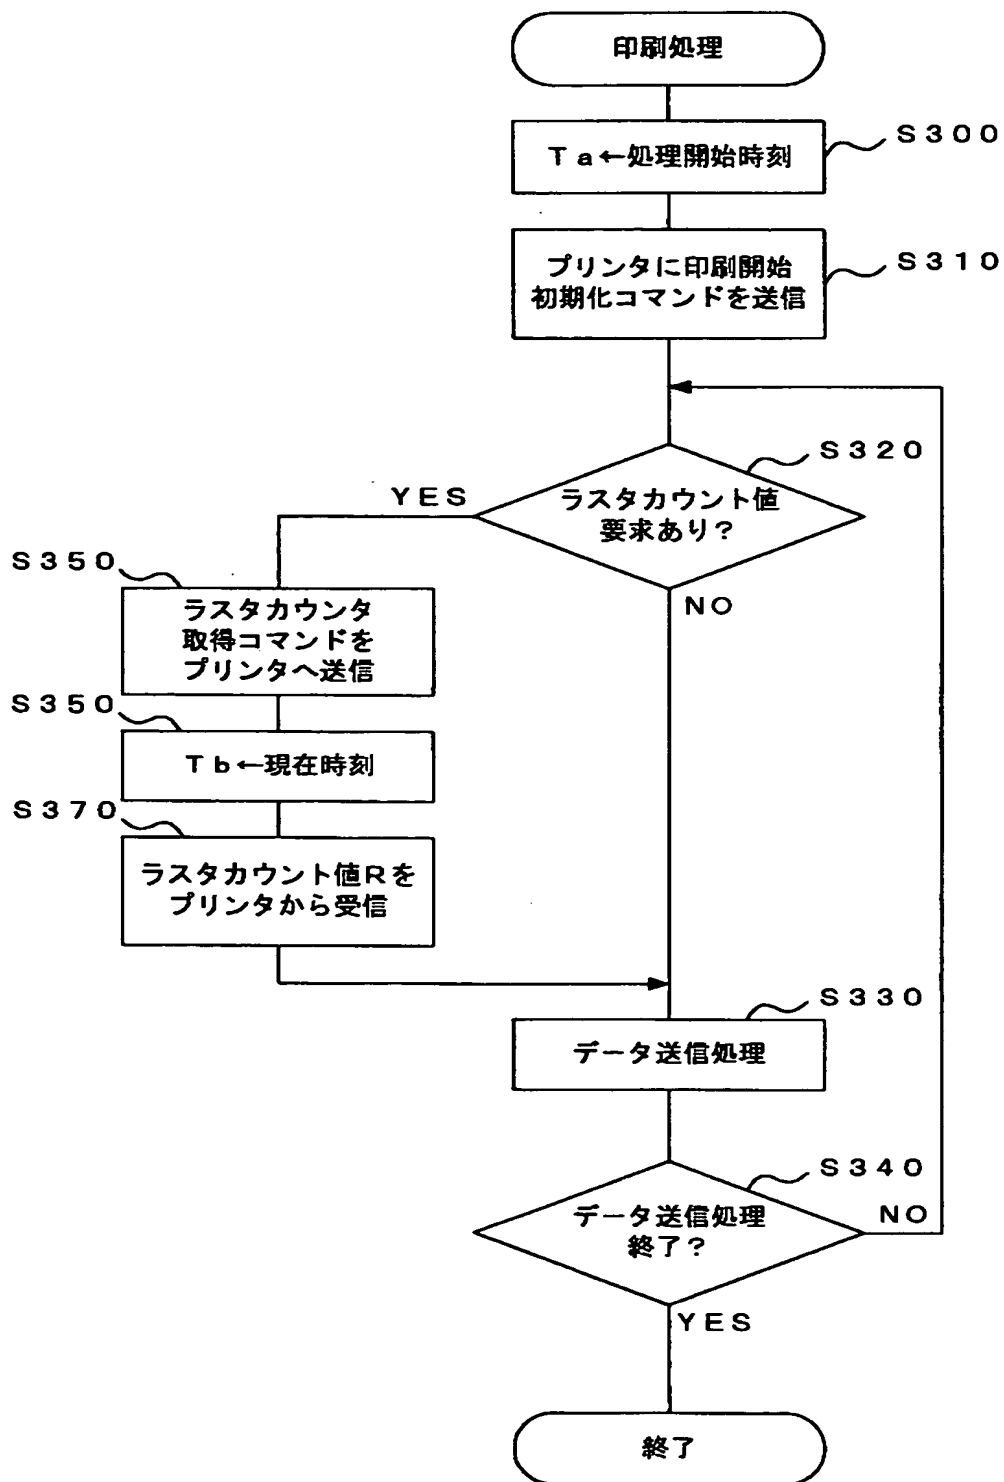 印刷処理
Ta←処理開始時刻
S300
プリンタに印刷開始
初期化コマンドを送信
S310
ラスタカウント値
要求あり?
S320
YES
NO
S350
ラスタカウンタ
取得コマンドを
プリンタへ送信
S350
Tb←現在時刻
S370
ラスタカウント値Rを
プリンタから受信
S330
データ送信処理
S340
データ送信処理
終了?
NO
YES
終了